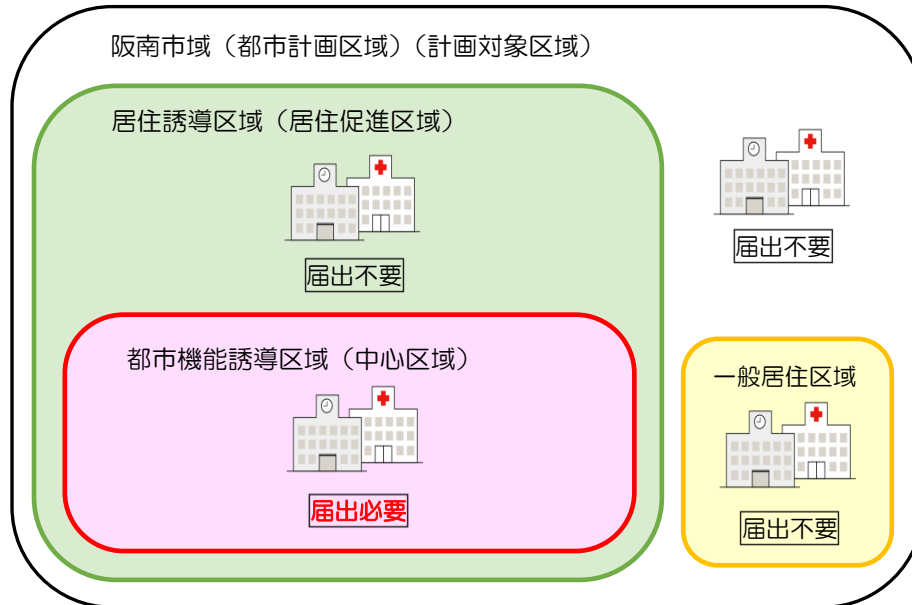 阪南市域（都市計画区域）（計画対象区域）
居住誘導区域（居住促進区域）
届出不要
届出不要
都市機能誘導区域（中心区域）
届出必要
一般居住区域
届出不要